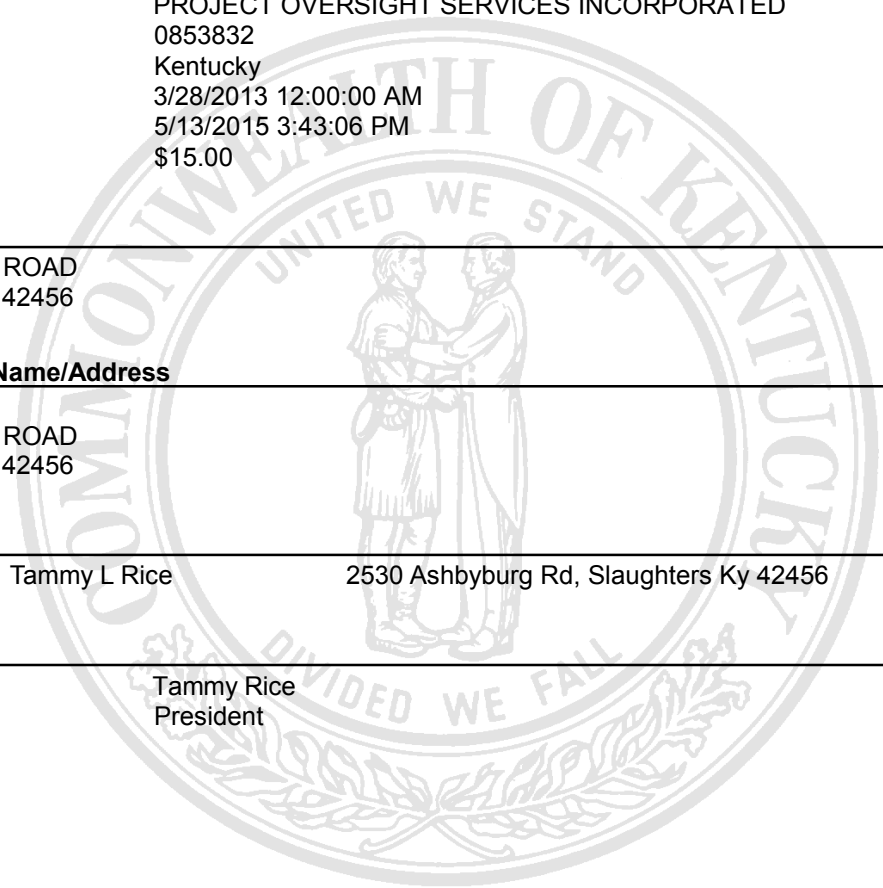 PROJECT OVERSIGHT SERVICES INCORPORATED
0853832
Kentucky
3/28/2013 12:00:00 AM
5/13/2015 3:43:06 PM
$15.00
COMMONWEALTH OF KENTUCKY
UNITED WE STAND
ROAD
42456
Name/Address
ROAD
42456
Tammy L Rice 2530 Ashbyburg Rd, Slaughters Ky 42456
DIVIDED WE FALL
Tammy Rice
President